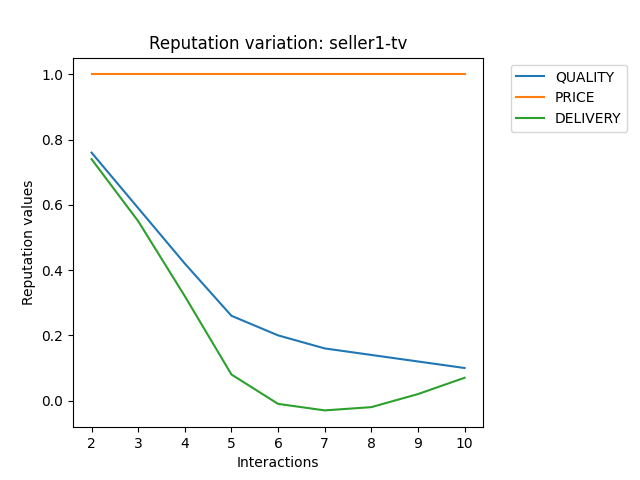 Reputation variation: seller1-tv
QUALITY
PRICE
DELIVERY
Reputation values
1.0
0.8
0.6
0.4
0.2
0.0
2 3 4 5 6 7 8 9 10
Interactions